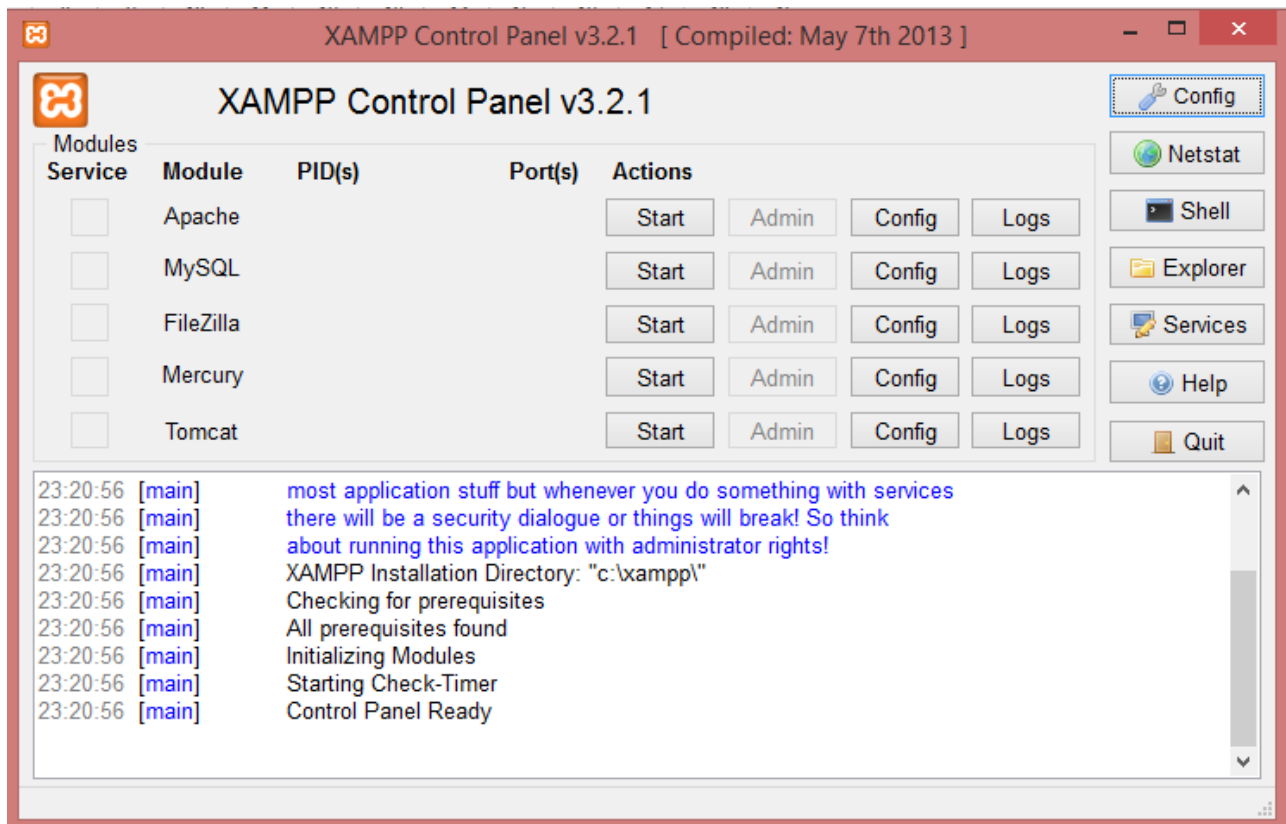 XAMPP Control Panel v3.2.1 [ Compiled: May 7th 2013 ]
XAMPP Control Panel v3.2.1
Config
Modules
Netstat
Service Module PID(s) Port(s) Actions
Apache Start Admin Config Logs
Shell
MySQL Start Admin Config Logs
Explorer
FileZilla Start Admin Config Logs
Services
Mercury Start Admin Config Logs
Help
Tomcat Start Admin Config Logs
Quit
23:20:56 [main] most application stuff but whenever you do something with services
23:20:56 [main] there will be a security dialogue or things will break! So think
23:20:56 [main] about running this application with administrator rights!
23:20:56 [main] XAMPP Installation Directory: "c:\xampp\"
23:20:56 [main] Checking for prerequisites
23:20:56 [main] All prerequisites found
23:20:56 [main] Initializing Modules
23:20:56 [main] Starting Check-Timer
23:20:56 [main] Control Panel Ready